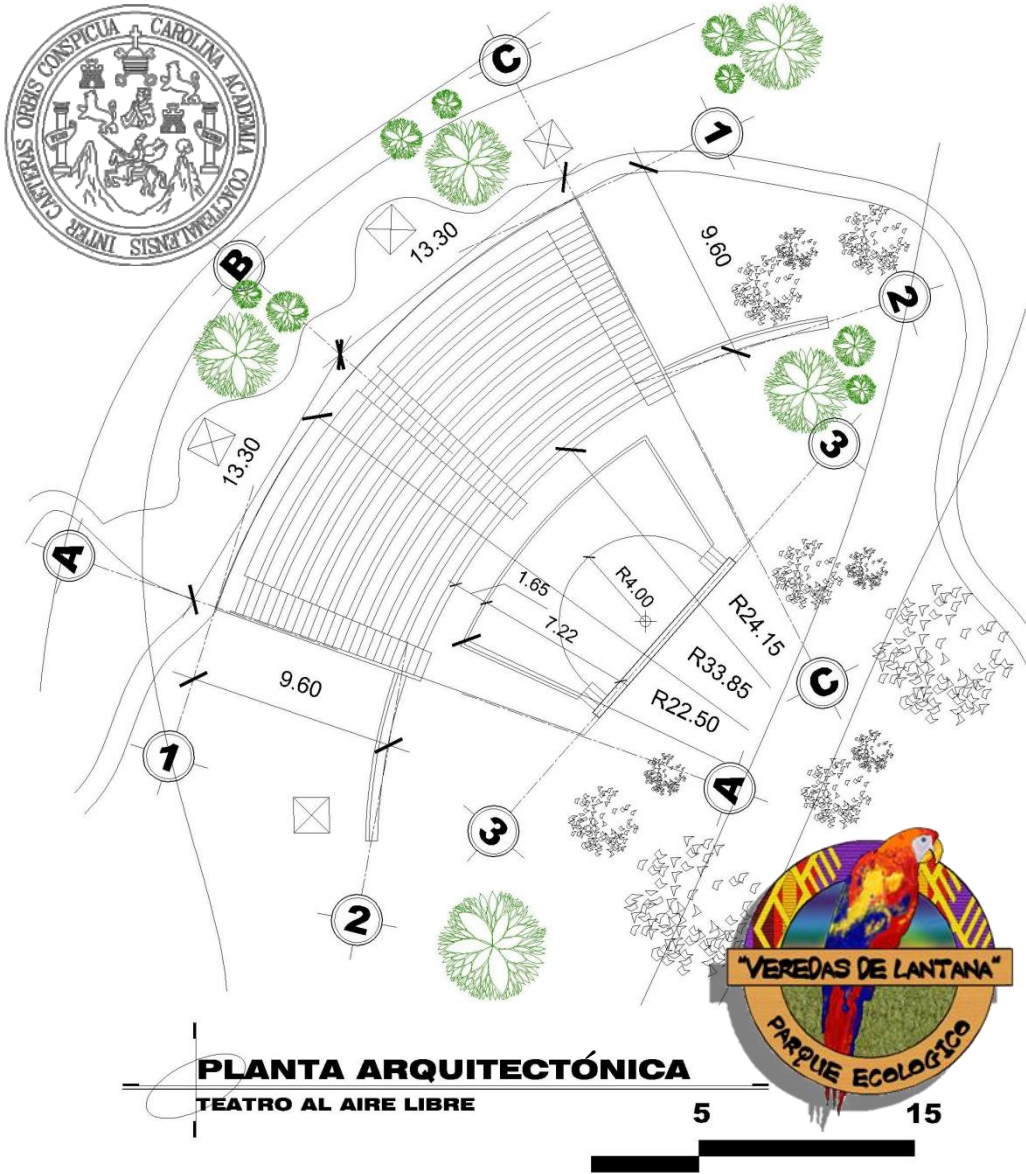 CAETERAS ORBIS CONSPICUA CAROLINA ACADEMIA COACTEMALENSIS INTER
C
1
B
13.30
9.60
2
13.30
3
A
1.65
R4.00
7.22
R24.15
R33.85
R22.50
9.60
C
1
A
3
2
"VEREDAS DE LANTANA"
PARQUE ECOLOGICO
PLANTA ARQUITECTÓNICA
TEATRO AL AIRE LIBRE
5 15